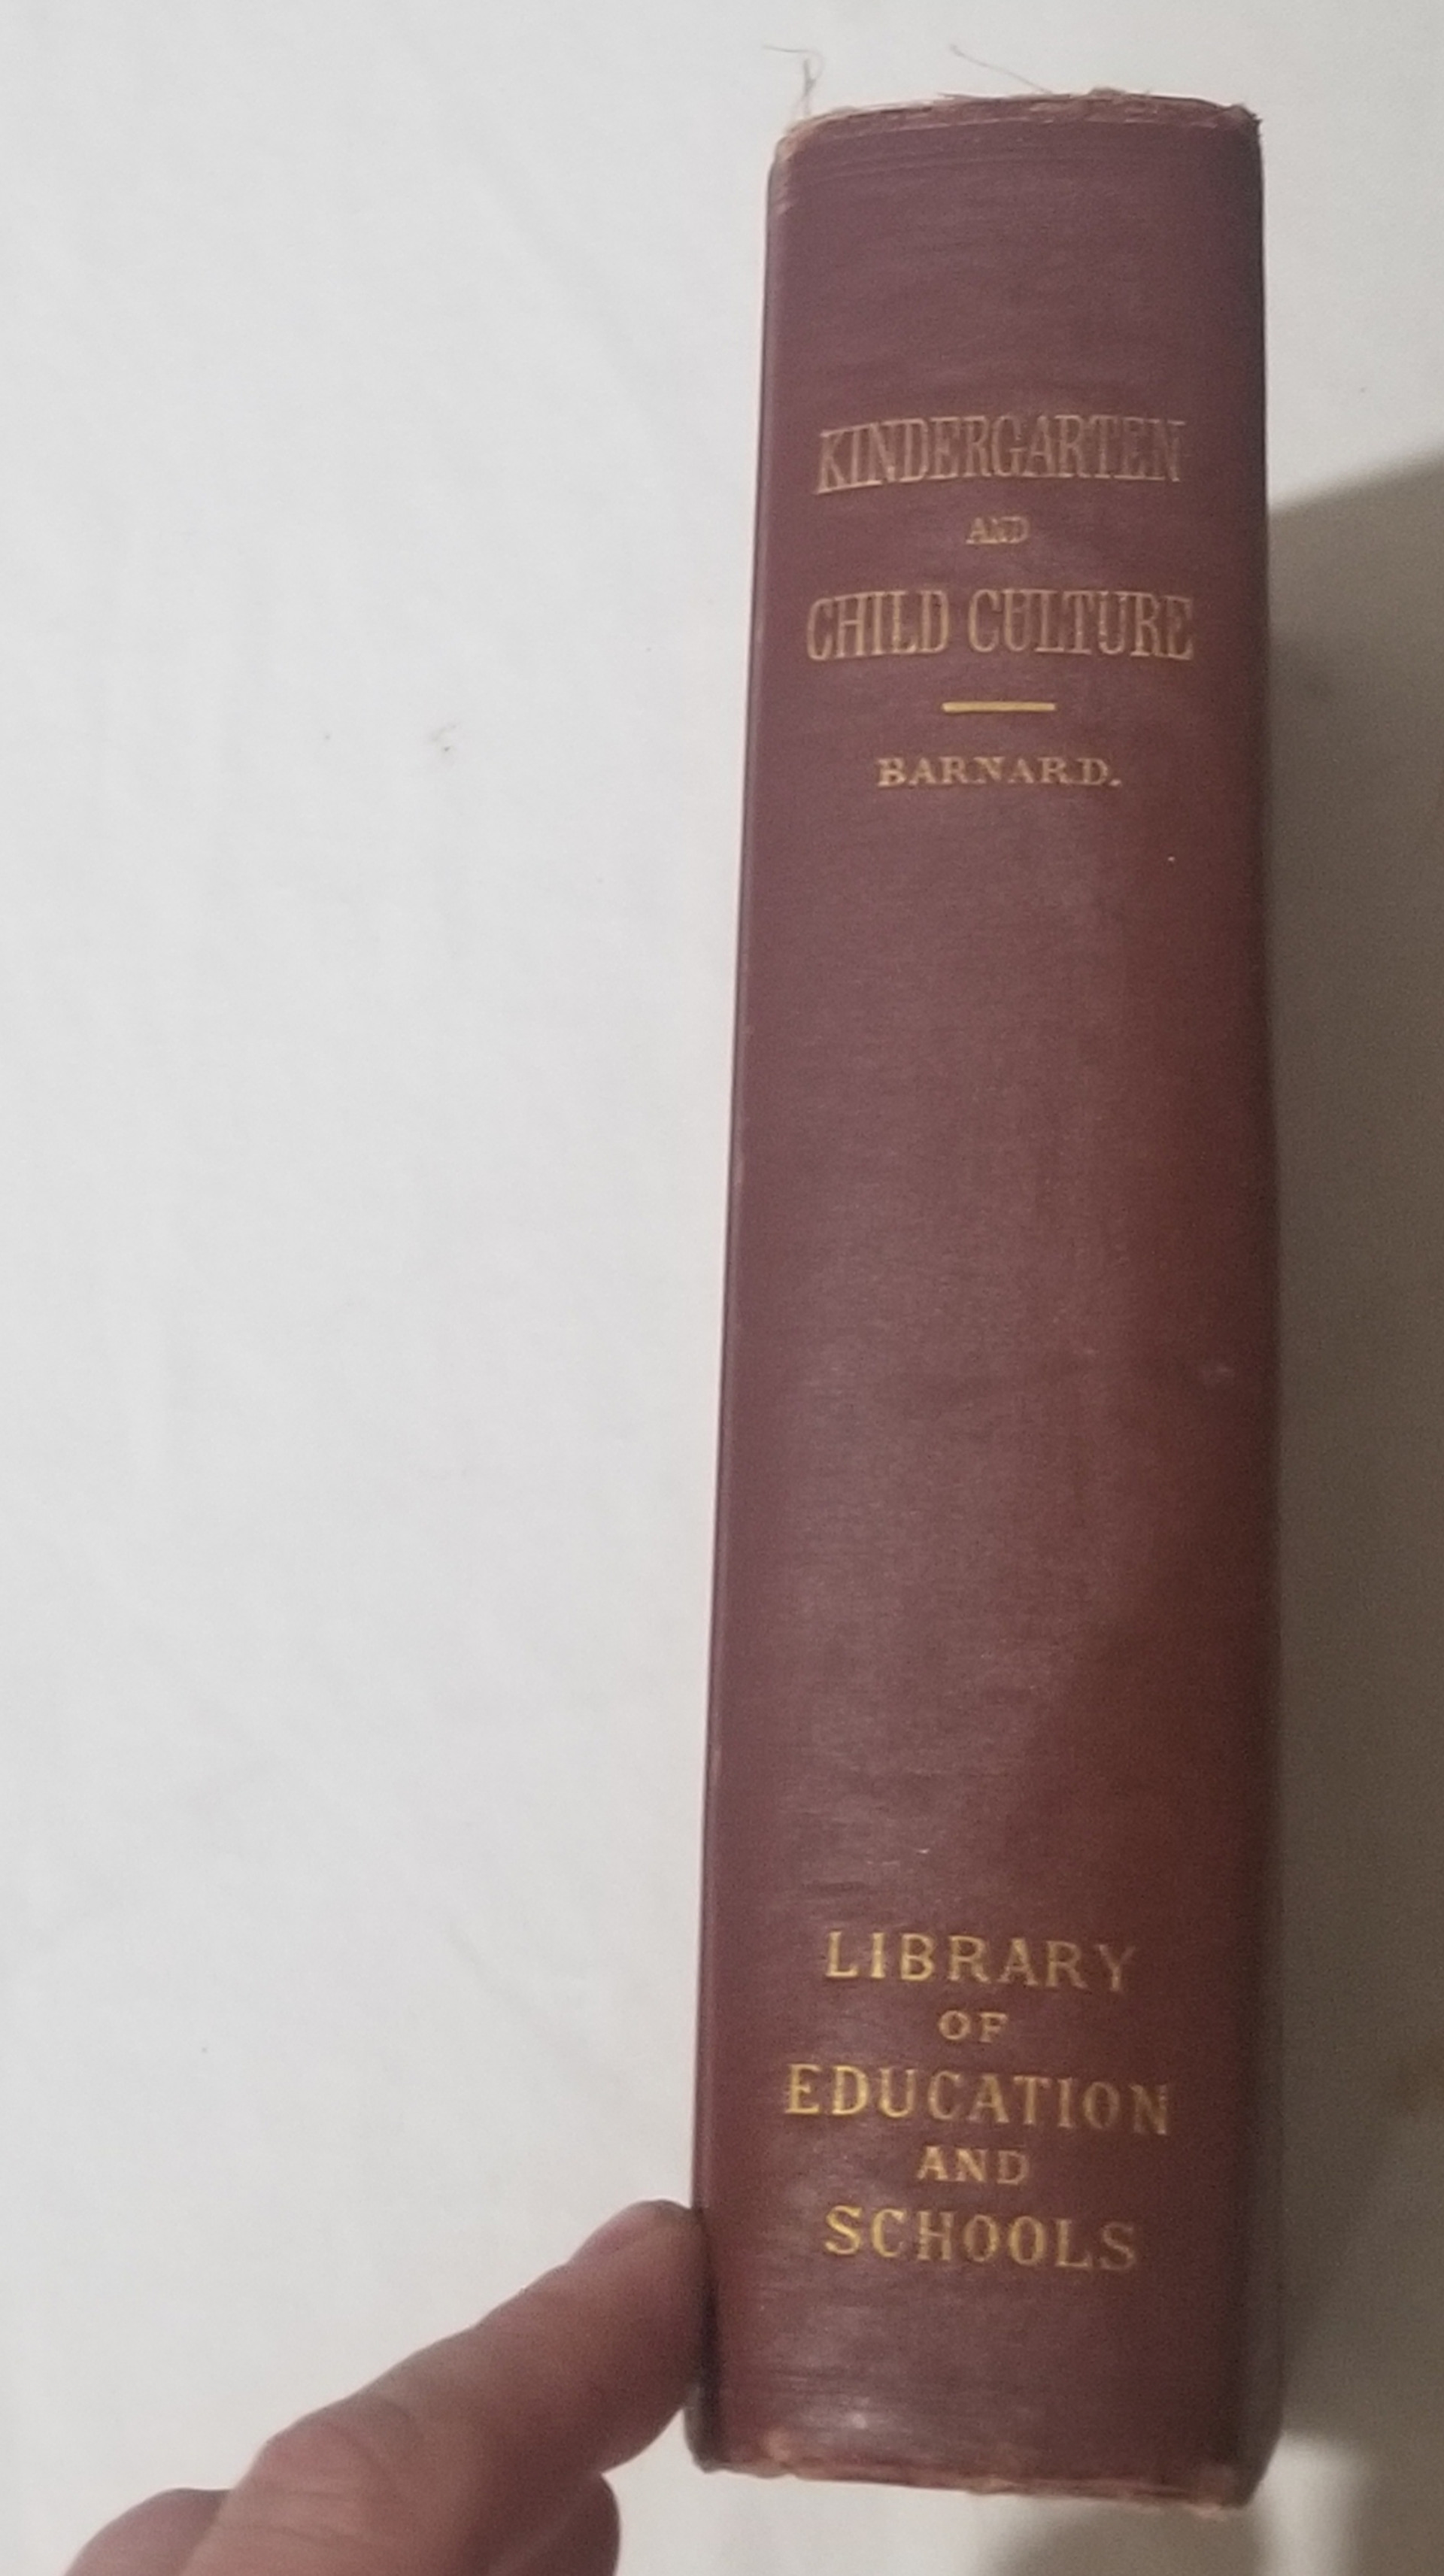 KINDERGARTEN
AND
CHILD CULTURE
BARNARD.
LIBRARY
OF
EDUCATION
AND
SCHOOLS